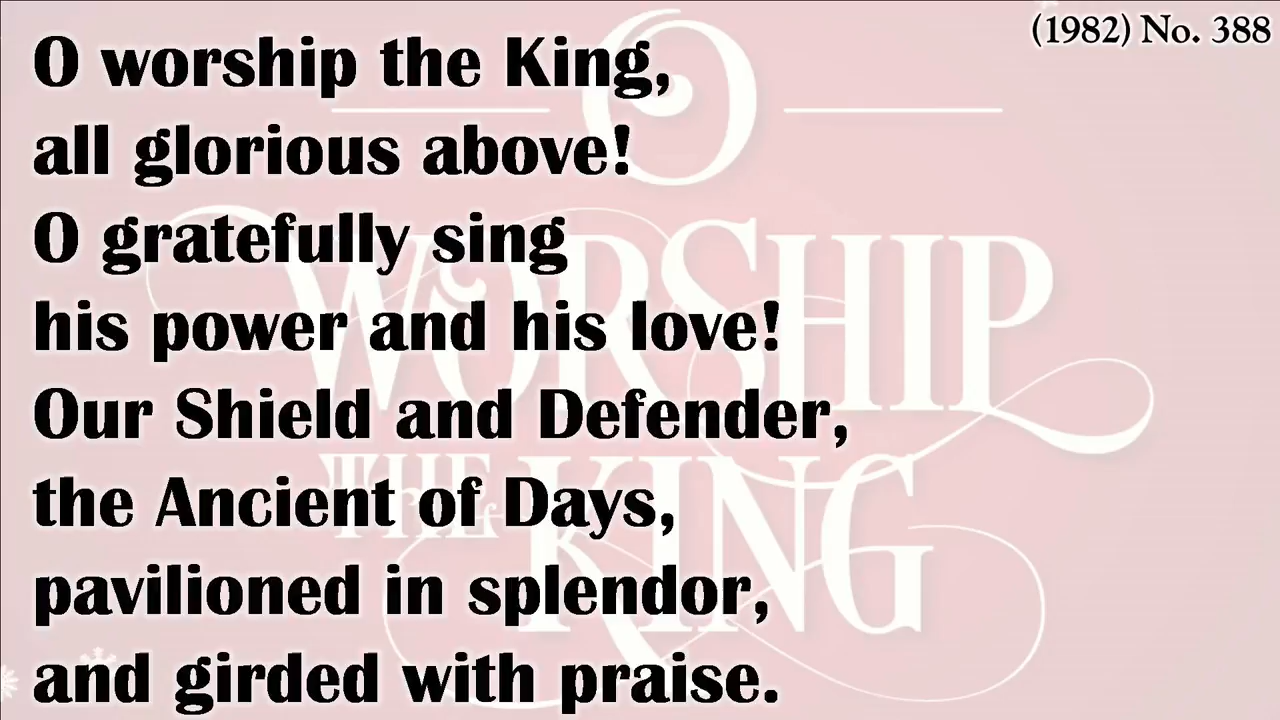 (1982) No. 388
O worship the King,
all glorious above!
O gratefully sing
his power and his love!
Our Shield and Defender,
the Ancient of Days,
pavilioned in splendor,
and girded with praise.
O
WORSHIP
THE KING